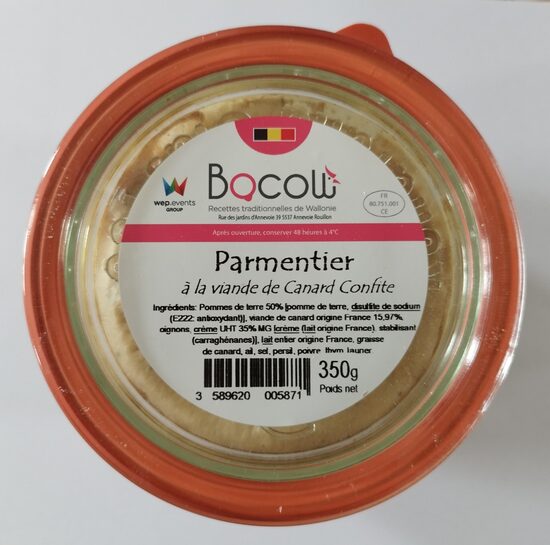 Bocow
wep.events
GROUP
Recettes traditionnelles de Wallonie
Rue des jardins d'Annevoie 39 5537 Annevoie Rouillon
FR
80.751.001
CE
Après ouverture, conserver 48 heures à 4°C
Parmentier
à la viande de Canard Confite
Ingrédients: Pommes de terre 50% [pomme de terre, disulfite de sodium
(E222: antioxydant)], viande de canard origine France 15,97%,
oignons, crème UHT 35% MG [crème (lait origine France), stabilisant
(carraghénanes)], lait entier origine France, graisse
de canard, ail, sel, persil, poivre, thym, laurier
350g
Poids net
3 589620 005871